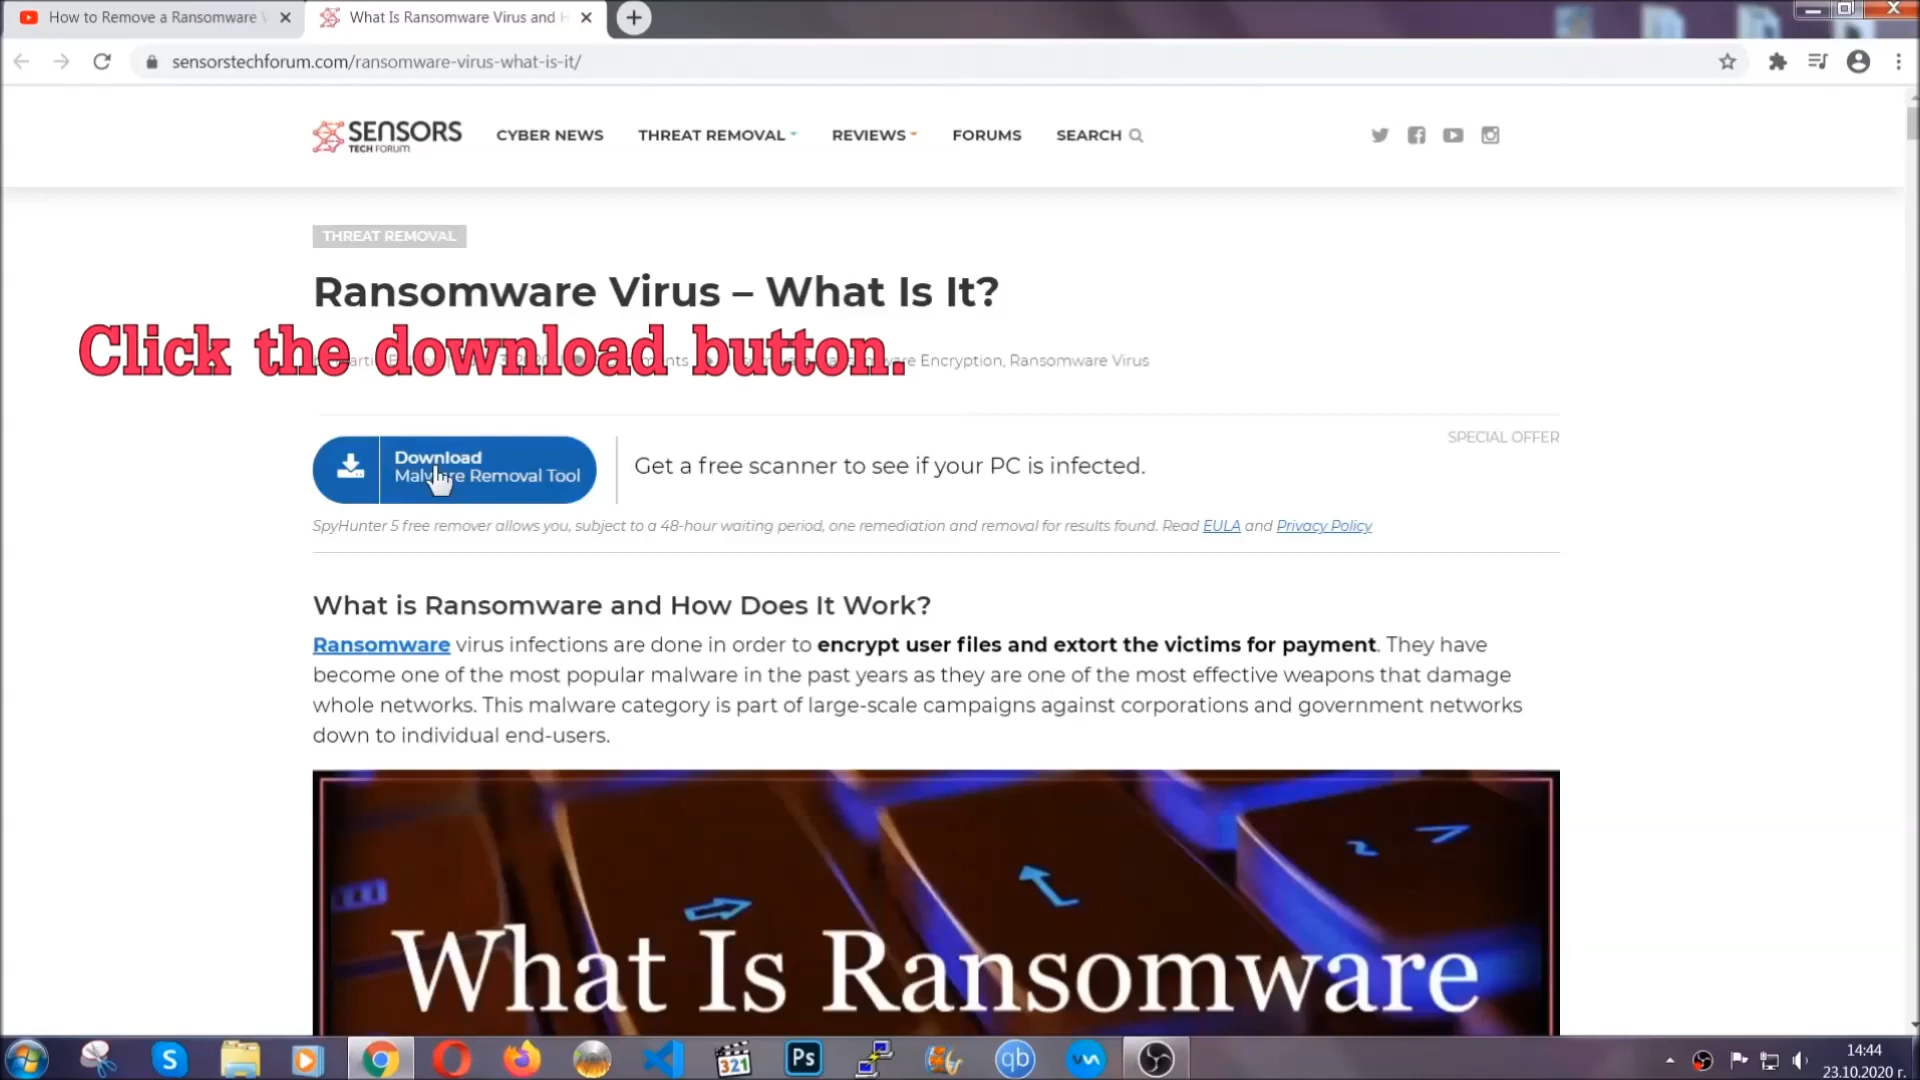 How to Remove a Ransomware V
What Is Ransomware Virus and H
sensorstechforum.com/ransomware-virus-what-is-it/
SENSORS
TECH FORUM
CYBER NEWS
THREAT REMOVAL
REVIEWS
FORUMS
SEARCH
THREAT REMOVAL
Ransomware Virus – What Is It?
Click the download button.
Encryption, Ransomware Virus
SPECIAL OFFER
Download
Malware Removal Tool
Get a free scanner to see if your PC is infected.
SpyHunter 5 free remover allows you, subject to a 48-hour waiting period, one remediation and removal for results found. Read EULA and Privacy Policy
What is Ransomware and How Does It Work?
Ransomware virus infections are done in order to encrypt user files and extort the victims for payment. They have
become one of the most popular malware in the past years as they are one of the most effective weapons that damage
whole networks. This malware category is part of large-scale campaigns against corporations and government networks
down to individual end-users.
What Is Ransomware
S
321
Ps
qb
14:44
23.10.2020 г.